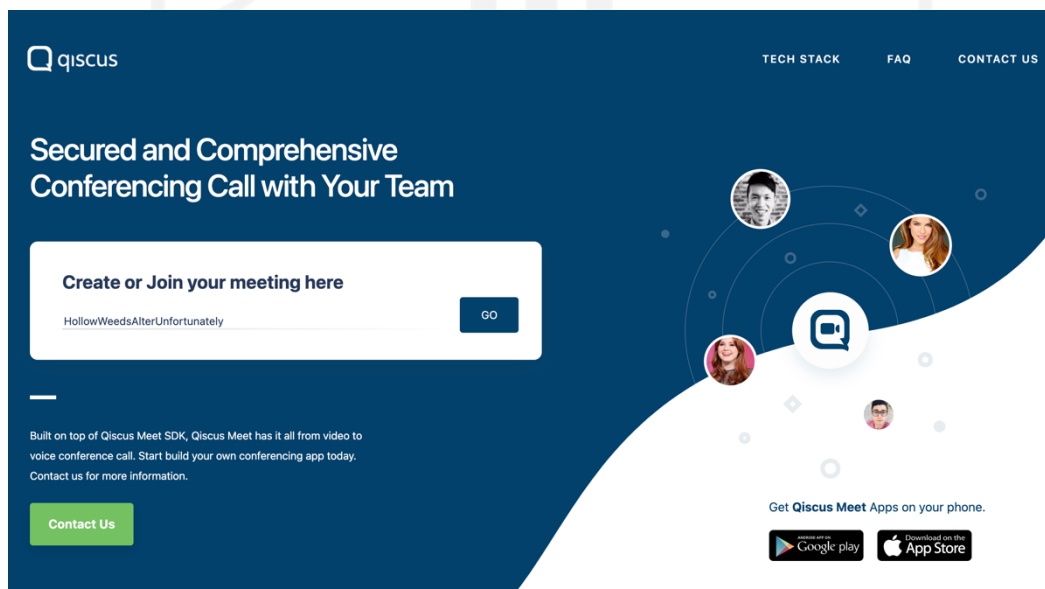 qiscus
TECH STACK
FAQ
CONTACT US
Secured and Comprehensive
Conferencing Call with Your Team
Create or Join your meeting here
HollowWeedsAlterUnfortunately
GO
Built on top of Qiscus Meet SDK, Qiscus Meet has it all from video to
voice conference call. Start build your own conferencing app today.
Contact us for more information.
Contact Us
Get Qiscus Meet Apps on your phone.
ANDROID APP ON
Google play
Download on the
App Store